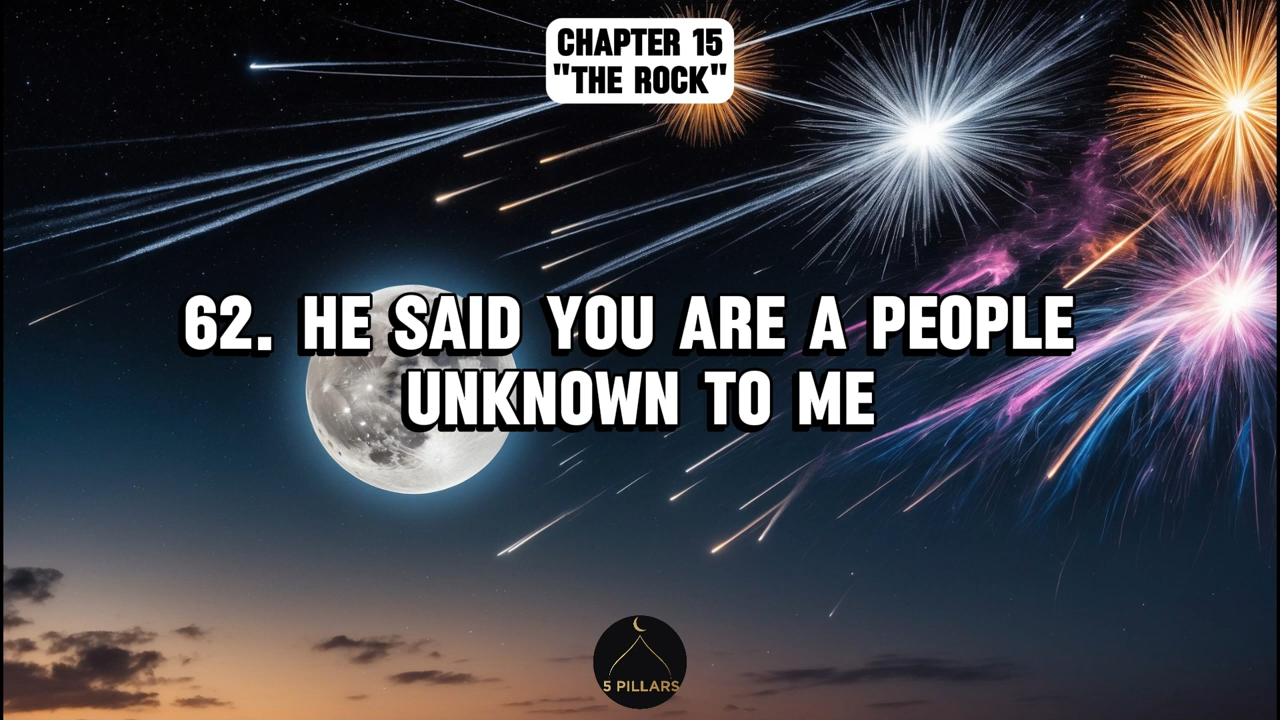 CHAPTER 15
"THE ROCK"
62. HE SAID YOU ARE A PEOPLE
UNKNOWN TO ME
5 PILLARS